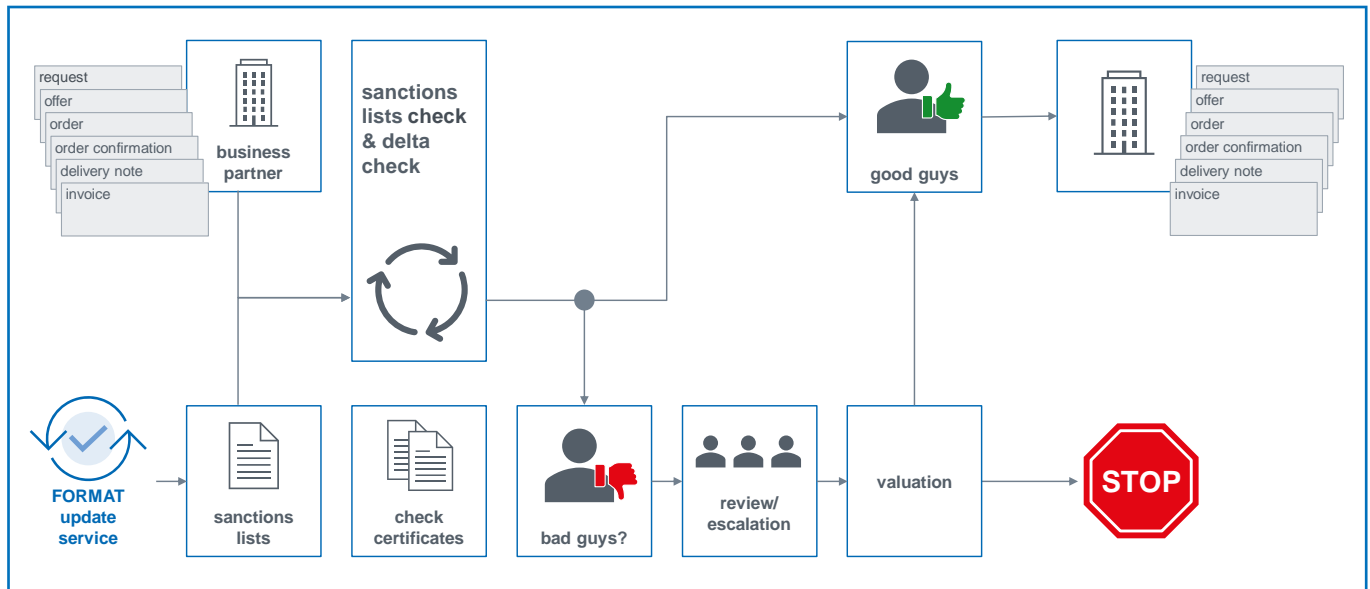 request
offer
order
order confirmation
delivery note
invoice
business
partner
sanctions
lists check
& delta
check
good guys
request
offer
order
order confirmation
delivery note
invoice
FORMAT
update
service
sanctions
lists
check
certificates
bad guys?
review/
escalation
valuation
STOP